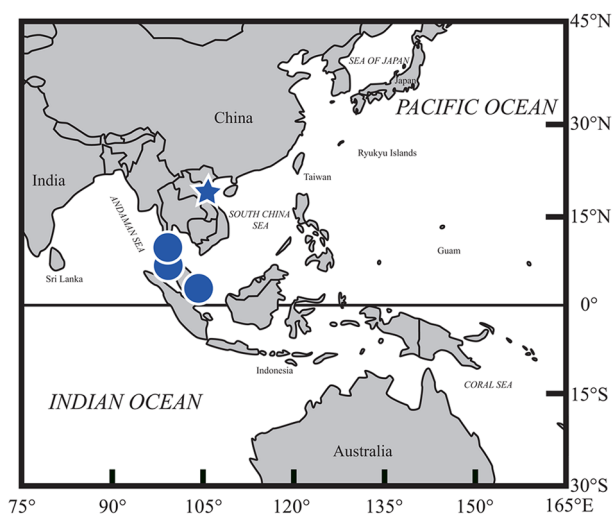 45°N
SEA OF JAPAN
Japan
China
PACIFIC OCEAN
30°N
Ryukyu Islands
Taiwan
India
ANDAMAN SEA
SOUTH CHINA
SEA
15°N
Guam
Sri Lanka
0°
Indonesia
CORAL SEA
15°S
INDIAN OCEAN
Australia
30°S
75°
90°
105°
120°
135°
150°
165°E